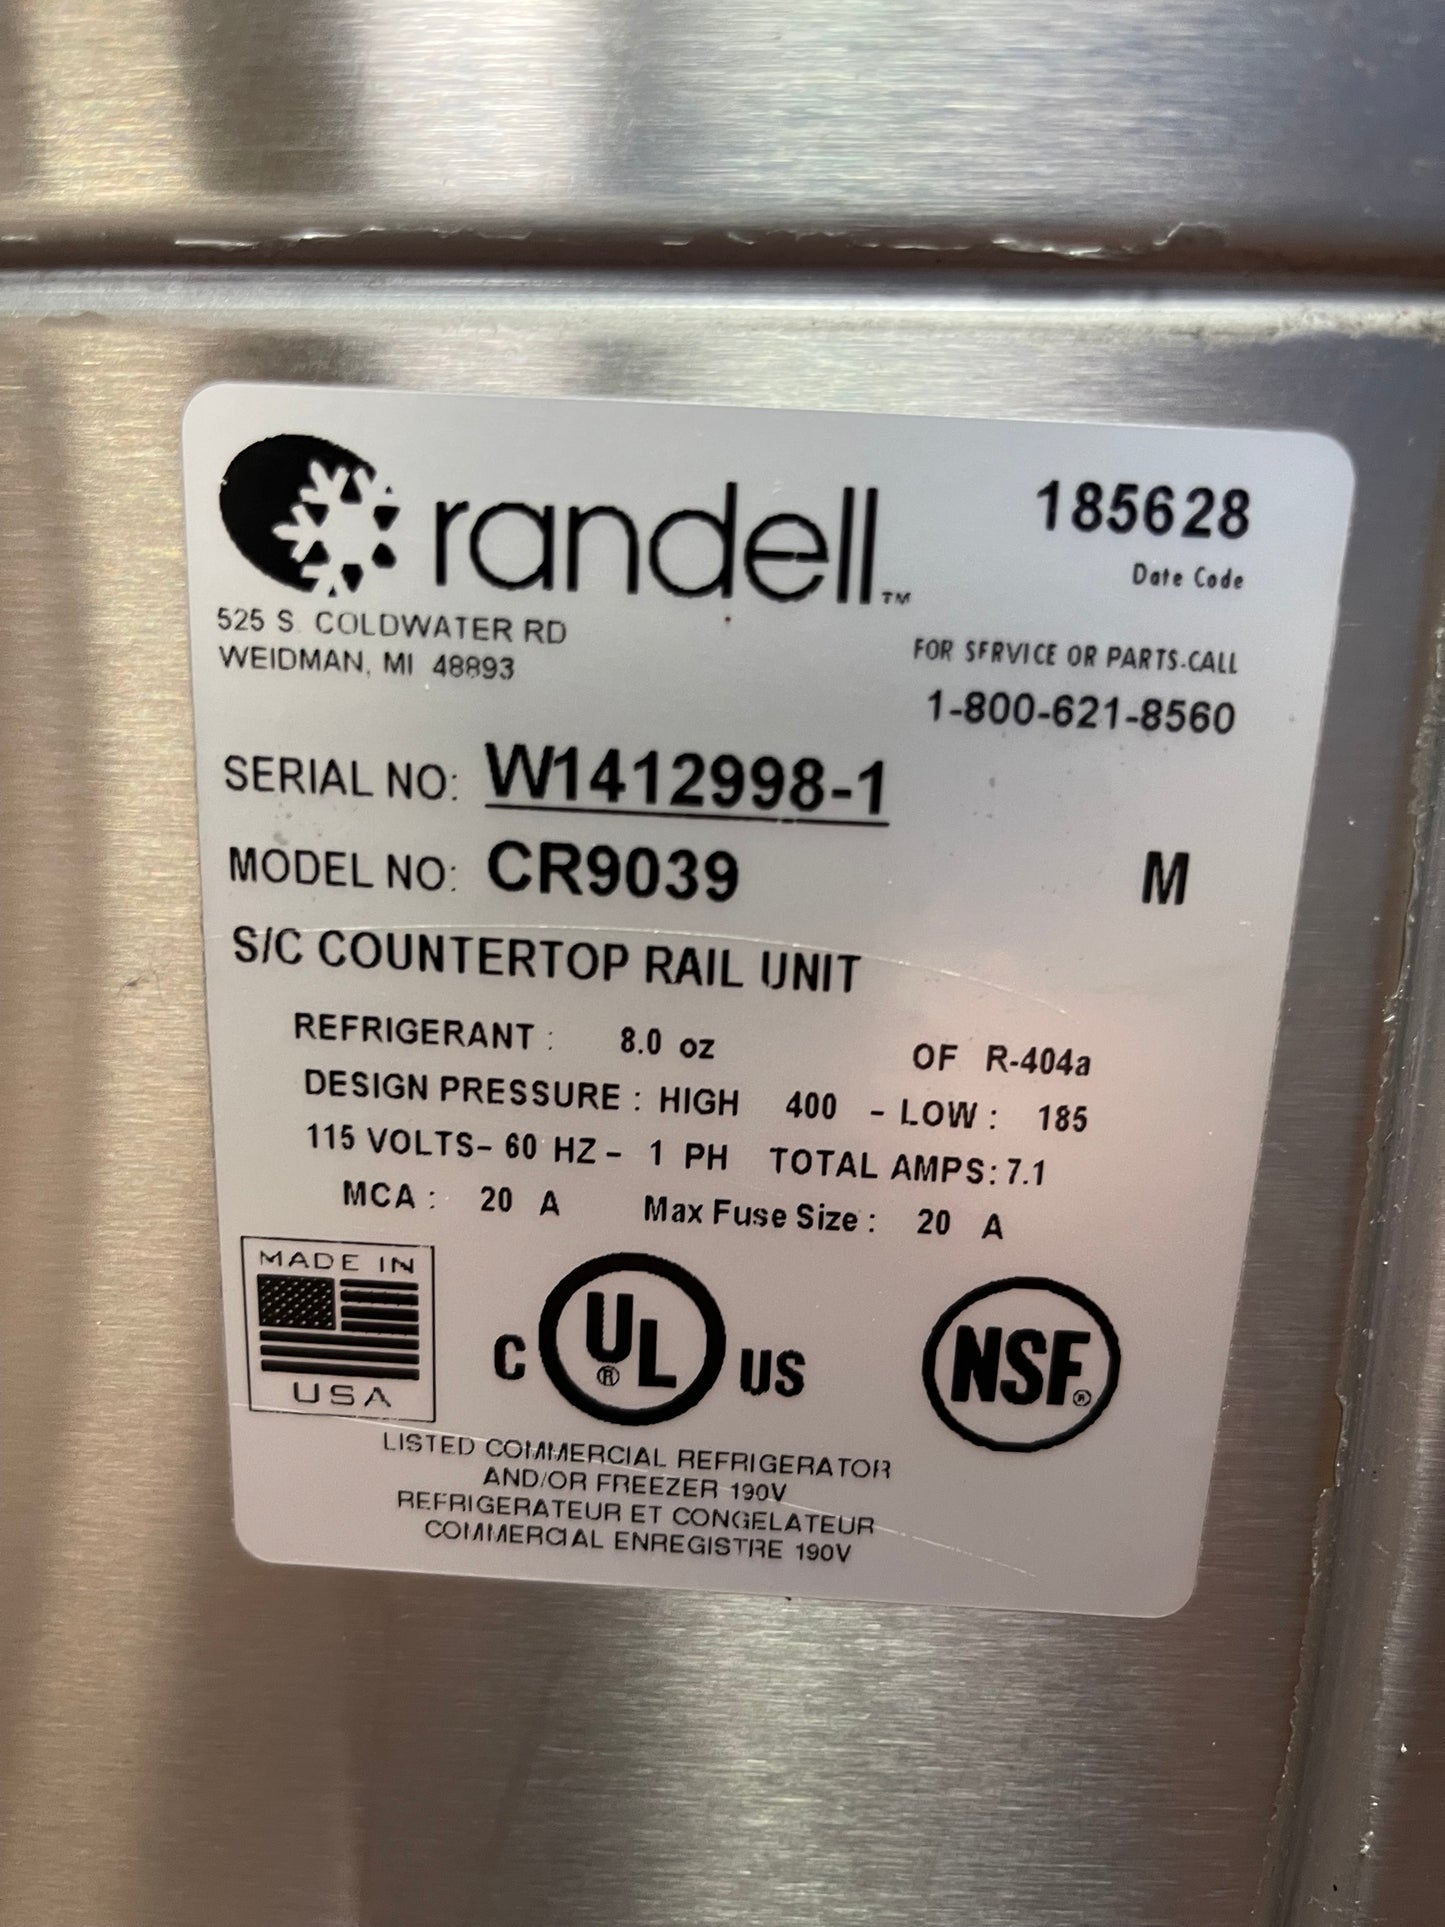 randell™
185628
Date Code
525 S. COLDWATER RD
WEIDMAN, MI 48893
FOR SERVICE OR PARTS-CALL
1-800-621-8560
SERIAL NO: W1412998-1
MODEL NO: CR9039 M
S/C COUNTERTOP RAIL UNIT
REFRIGERANT : 8.0 oz OF R-404a
DESIGN PRESSURE : HIGH 400 - LOW : 185
115 VOLTS- 60 HZ - 1 PH TOTAL AMPS: 7.1
MCA : 20 A Max Fuse Size : 20 A
MADE IN
USA
C UL® US
NSF®
LISTED COMMERCIAL REFRIGERATOR
AND/OR FREEZER 190V
REFRIGERATEUR ET CONGELATEUR
COMMERCIAL ENREGISTRE 190V